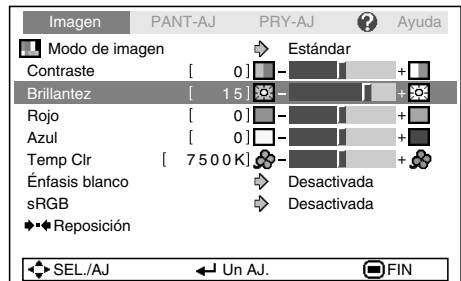 Imagen PANT-AJ PRY-AJ ? Ayuda
Modo de imagen Estándar
Contraste [ 0] - +
Brillantez [ 15] - +
Rojo [ 0] - +
Azul [ 0] - +
Temp Clr [ 7500K] - +
Énfasis blanco Desactivada
sRGB Desactivada
Reposición
SEL./AJ Un AJ. FIN